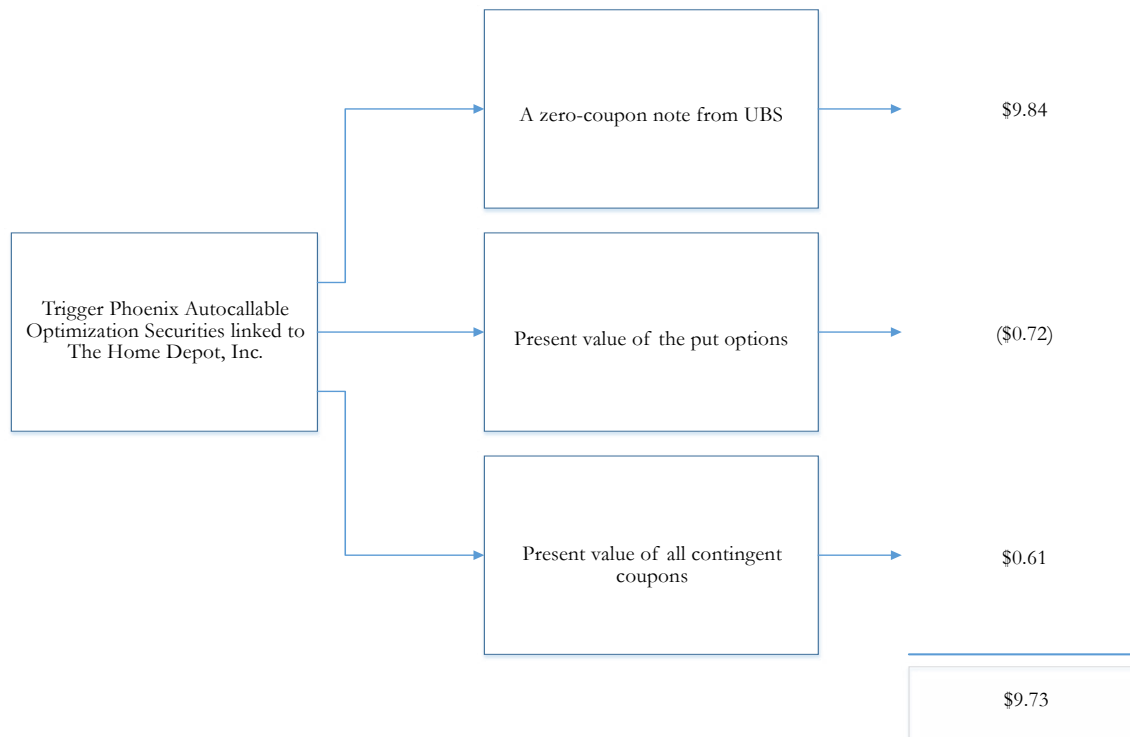 A zero-coupon note from UBS
$9.84
Trigger Phoenix Autocallable
Optimization Securities linked to
The Home Depot, Inc.
Present value of the put options
($0.72)
Present value of all contingent
coupons
$0.61
$9.73